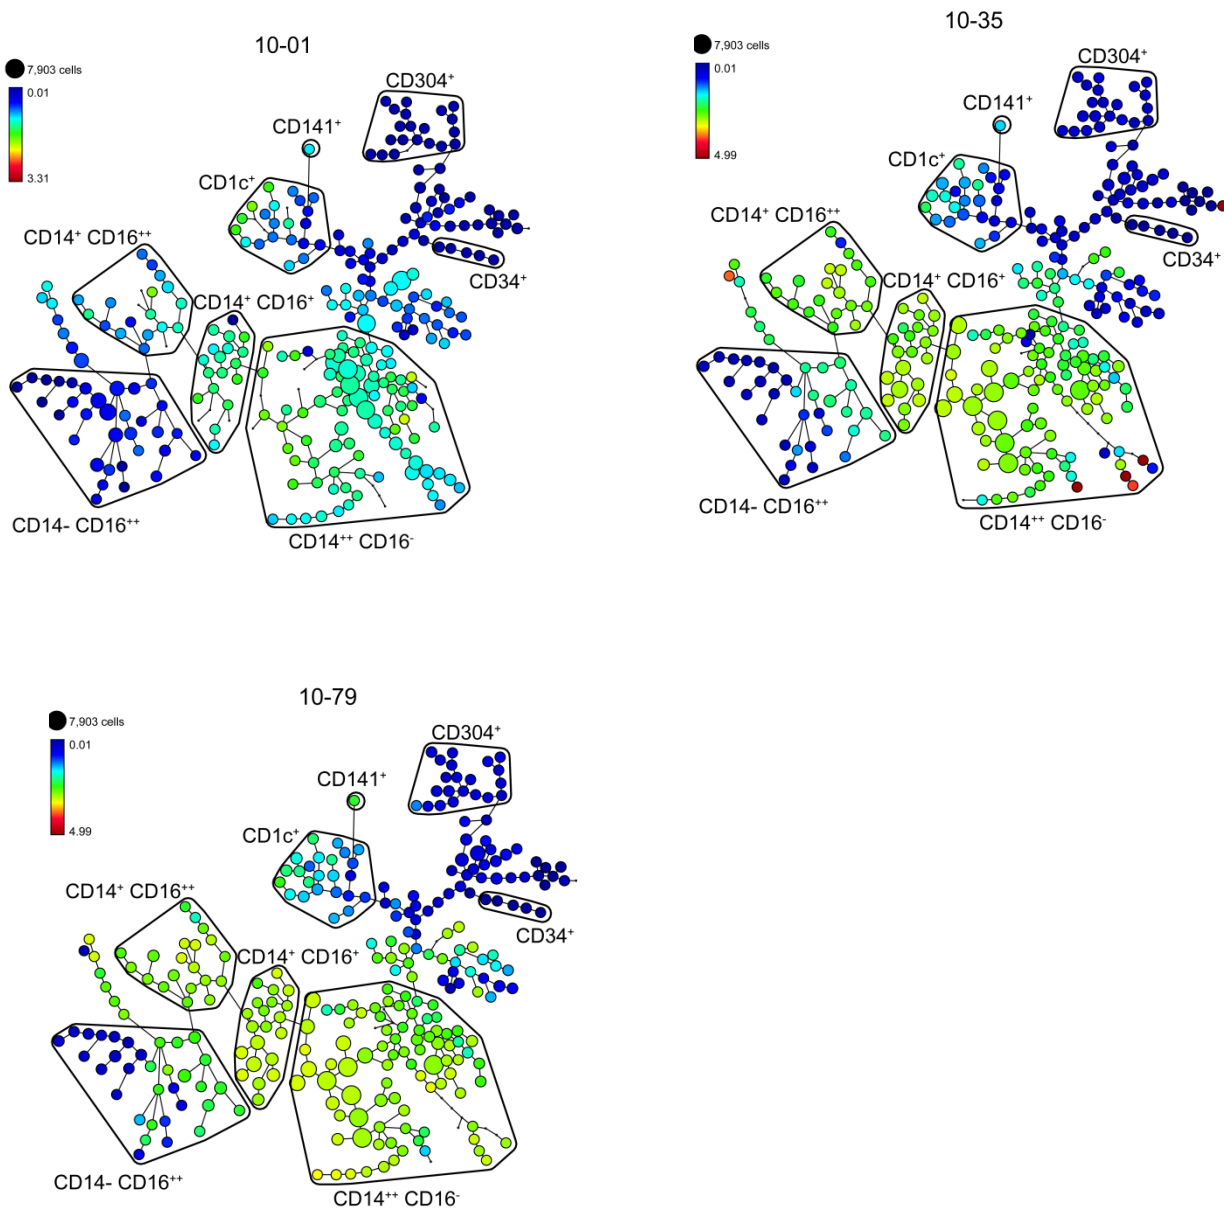 10-01
7,903 cells
0.01
3.31
CD304⁺
CD141⁺
CD1c⁺
CD14⁺ CD16⁺⁺
CD34⁺
CD14⁺ CD16⁺
CD14- CD16⁺⁺
CD14⁺⁺ CD16⁻
10-35
7,903 cells
0.01
4.99
CD304⁺
CD141⁺
CD1c⁺
CD14⁺ CD16⁺⁺
CD34⁺
CD14⁺ CD16⁺
CD14- CD16⁺⁺
CD14⁺⁺ CD16⁻
10-79
7,903 cells
0.01
4.99
CD304⁺
CD141⁺
CD1c⁺
CD14⁺ CD16⁺⁺
CD34⁺
CD14⁺ CD16⁺
CD14- CD16⁺⁺
CD14⁺⁺ CD16⁻